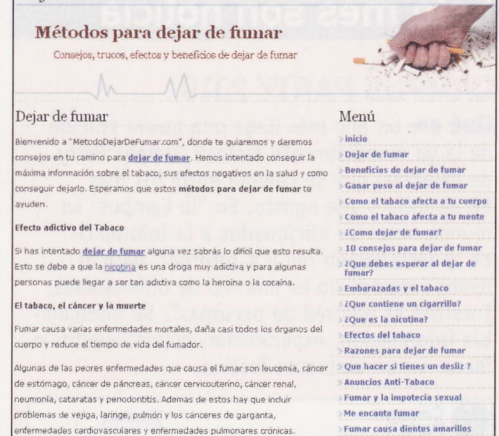 Métodos para dejar de fumar
Consejos, trucos, efectos y beneficios de dejar de fumar
Dejar de fumar
Bienvenido a "MetodoDejarDeFumar.com", donde te guiaremos y daremos
consejos en tu camino para dejar de fumar. Hemos intentado conseguir la
máxima información sobre el tabaco, sus efectos negativos en la salud y como
conseguir dejarlo. Esperamos que estos métodos para dejar de fumar te
ayuden.
Efecto adictivo del Tabaco
Si has intentado dejar de fumar alguna vez sabrás lo difícil que esto resulta.
Esto se debe a que la nicotina es una droga muy adictiva y para algunas
personas puede llegar a ser tan adictiva como la heroína o la cocaína.
El tabaco, el cáncer y la muerte
Fumar causa varias enfermedades mortales, daña casi todos los órganos del
cuerpo y reduce el tiempo de vida del fumador.
Algunas de las peores enfermedades que causa el fumar son leucemia, cáncer
de estómago, cáncer de páncreas, cáncer cervicouterino, cáncer renal,
neumonía, cataratas y periodontitis. Ademas de estos hay que incluir
problemas de vejiga, laringe, pulmón y los cánceres de garganta,
enfermedades cardiovasculares y enfermedades pulmonares crónicas.
Menú
Inicio
Dejar de fumar
Beneficios de dejar de fumar
Ganar peso al dejar de fumar
Como el tabaco afecta a tu cuerpo
Como el tabaco afecta a tu mente
¿Como dejar de fumar?
10 consejos para dejar de fumar
¿Que debes esperar al dejar de
fumar?
Embarazadas y el tabaco
¿Que contiene un cigarrillo?
¿Que es la nicotina?
Efectos del tabaco
Razones para dejar de fumar
Que hacer si tienes un desliz ?
Anuncios Anti-Tabaco
Fumar y la impotecia sexual
Me encanto fumar
Fumar causa dientes amarillos